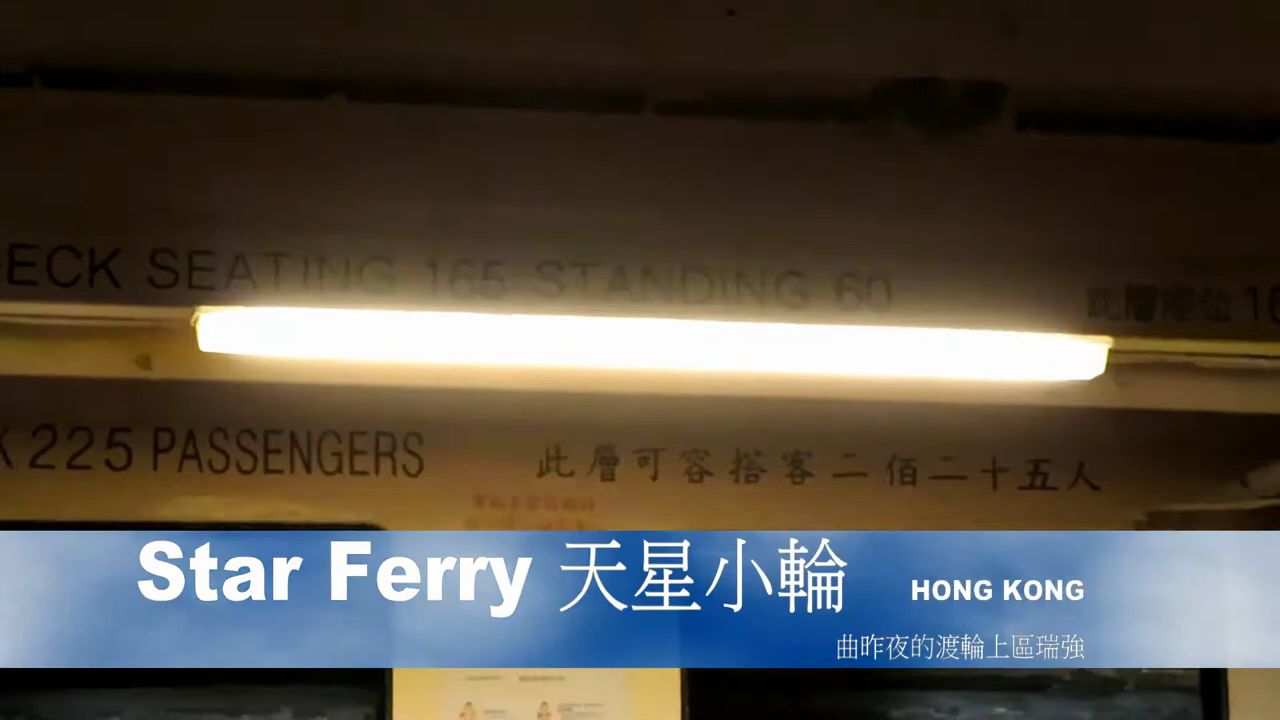 ECK SEATING 165 STANDING 60
此層座位 16
225 PASSENGERS
此層可容搭客二佰二十五人
Star Ferry 天星小輪
HONG KONG
曲昨夜的渡輪上區瑞強